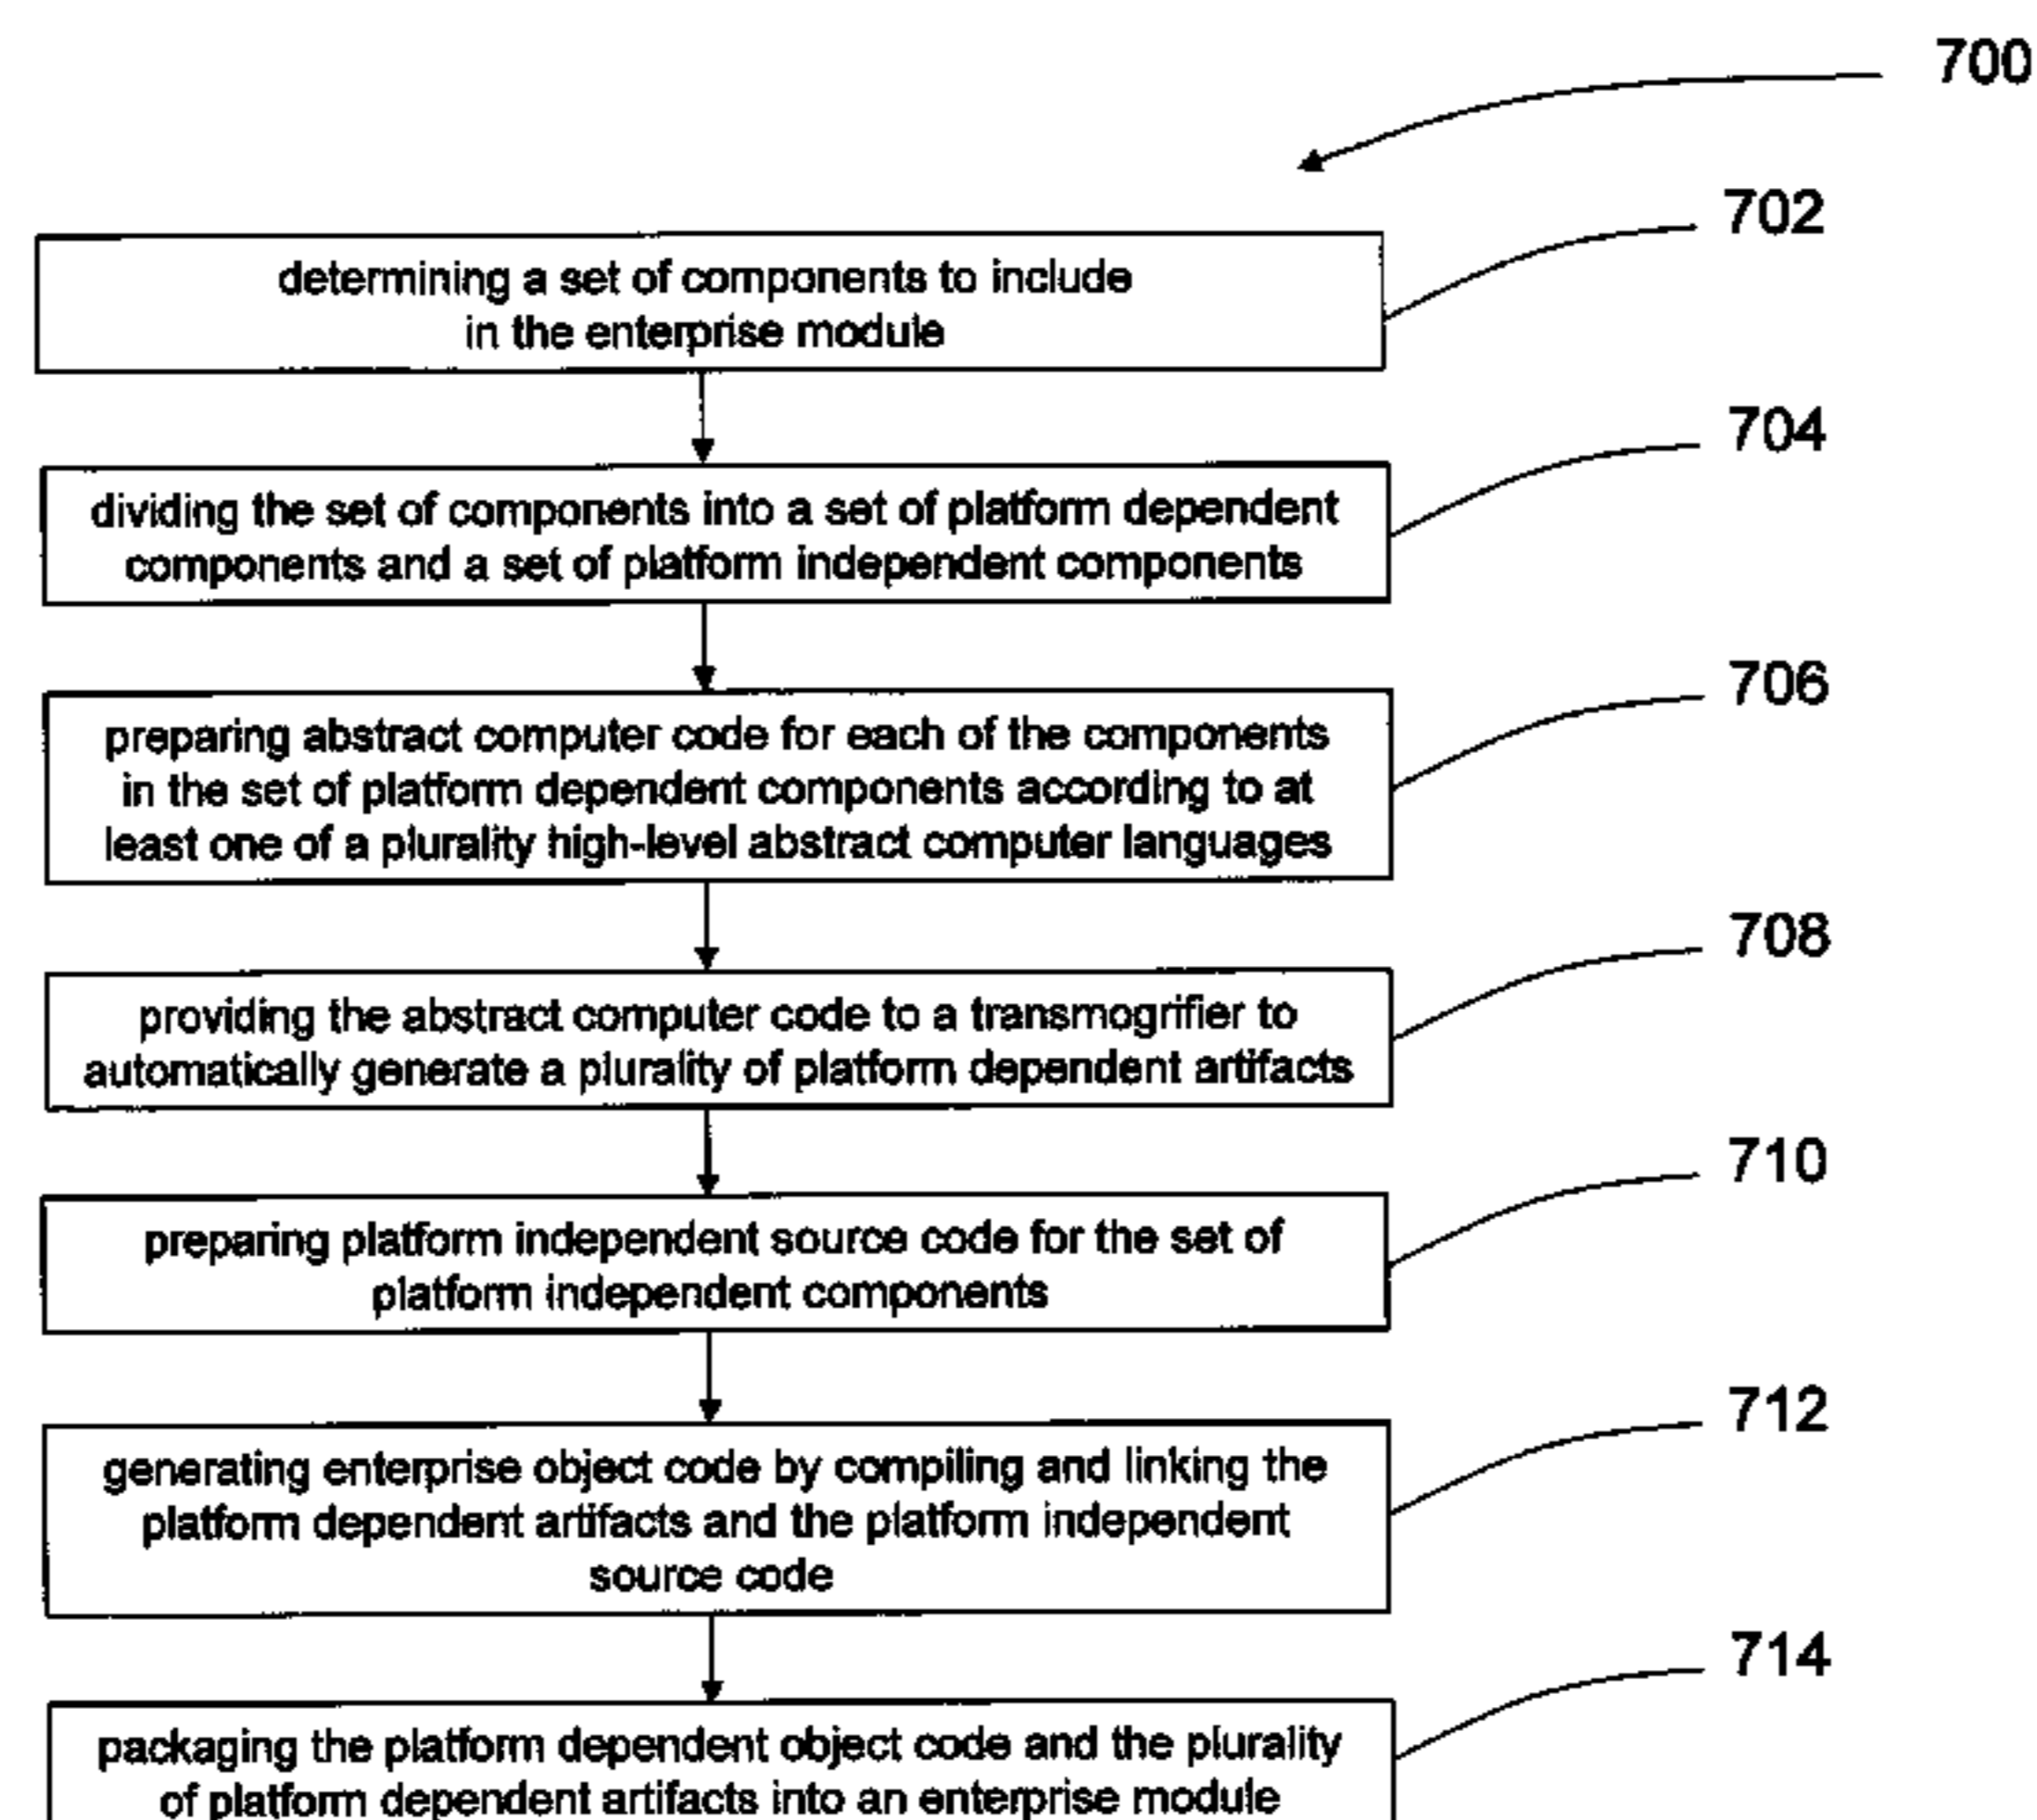 700
702
determining a set of components to include
in the enterprise module
704
dividing the set of components into a set of platform dependent
components and a set of platform independent components
706
preparing abstract computer code for each of the components
in the set of platform dependent components according to at
least one of a plurality high-level abstract computer languages
708
providing the abstract computer code to a transmogrifier to
automatically generate a plurality of platform dependent artifacts
710
preparing platform independent source code for the set of
platform independent components
712
generating enterprise object code by compiling and linking the
platform dependent artifacts and the platform independent
source code
714
packaging the platform dependent object code and the plurality
of platform dependent artifacts into an enterprise module